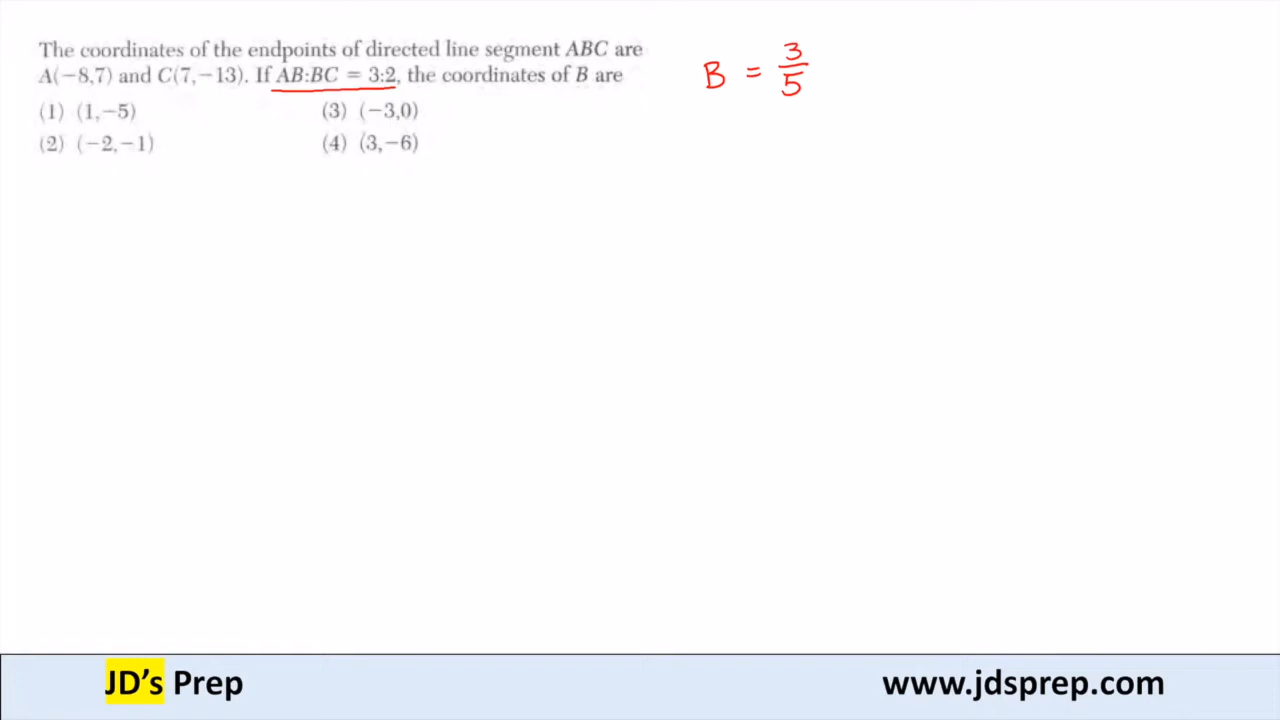 The coordinates of the endpoints of directed line segment ABC are
A(−8,7) and C(7,−13). If AB:BC = 3:2, the coordinates of B are
(1) (1,−5) (3) (−3,0)
(2) (−2,−1) (4) (3,−6)
B = 3/5
JD's Prep www.jdsprep.com